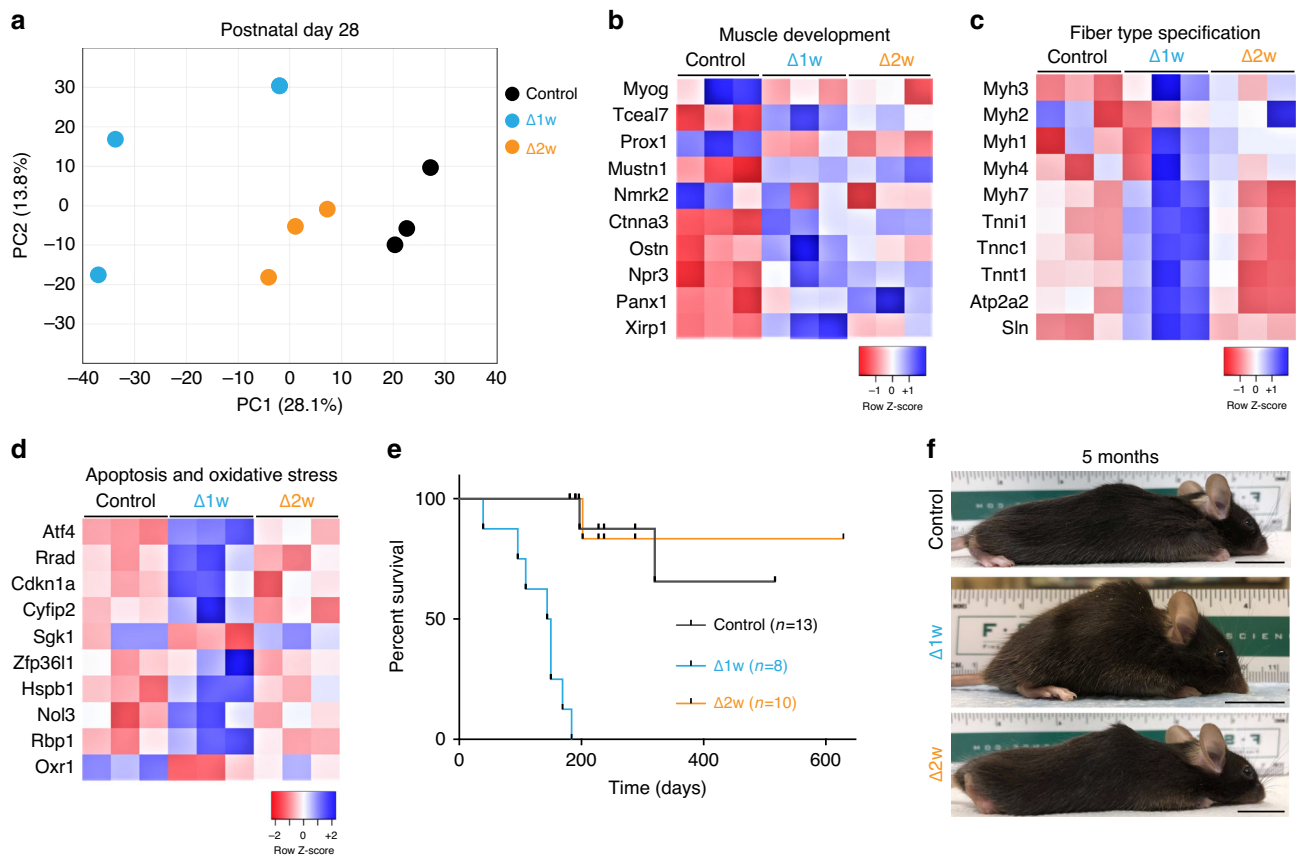 a
Postnatal day 28
PC2 (13.8%)
30
20
10
0
−10
−20
−30
−40
−30
−20
−10
0
10
20
30
40
PC1 (28.1%)
Control
Δ1w
Δ2w
b
Muscle development
Control
Δ1w
Δ2w
Myog
Tceal7
Prox1
Mustn1
Nmrk2
Ctnna3
Ostn
Npr3
Panx1
Xirp1
−1 0 +1
Row Z-score
c
Fiber type specification
Control
Δ1w
Δ2w
Myh3
Myh2
Myh1
Myh4
Myh7
Tnni1
Tnnc1
Tnnt1
Atp2a2
Sln
−1 0 +1
Row Z-score
d
Apoptosis and oxidative stress
Control
Δ1w
Δ2w
Atf4
Rrad
Cdkn1a
Cyfip2
Sgk1
Zfp36l1
Hspb1
Nol3
Rbp1
Oxr1
−2 0 +2
Row Z-score
e
Percent survival
100
50
0
0
200
400
600
Time (days)
Control (n=13)
Δ1w (n=8)
Δ2w (n=10)
f
5 months
Control
Δ1w
F·S
SCIENC
4
11
Δ2w